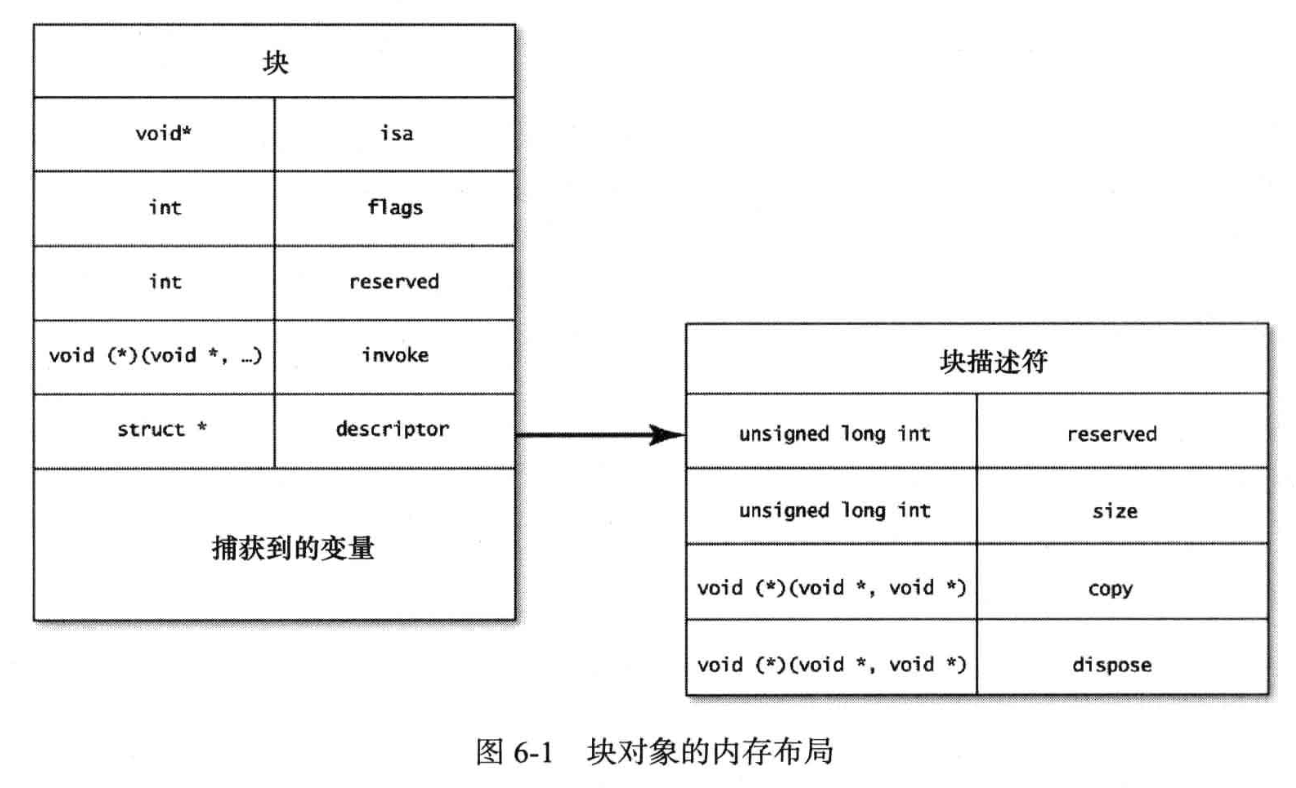 块
void* isa
int flags
int reserved
void (*)(void *, …) invoke
struct * descriptor
捕获到的变量
块描述符
unsigned long int reserved
unsigned long int size
void (*)(void *, void *) copy
void (*)(void *, void *) dispose
图 6-1 块对象的内存布局